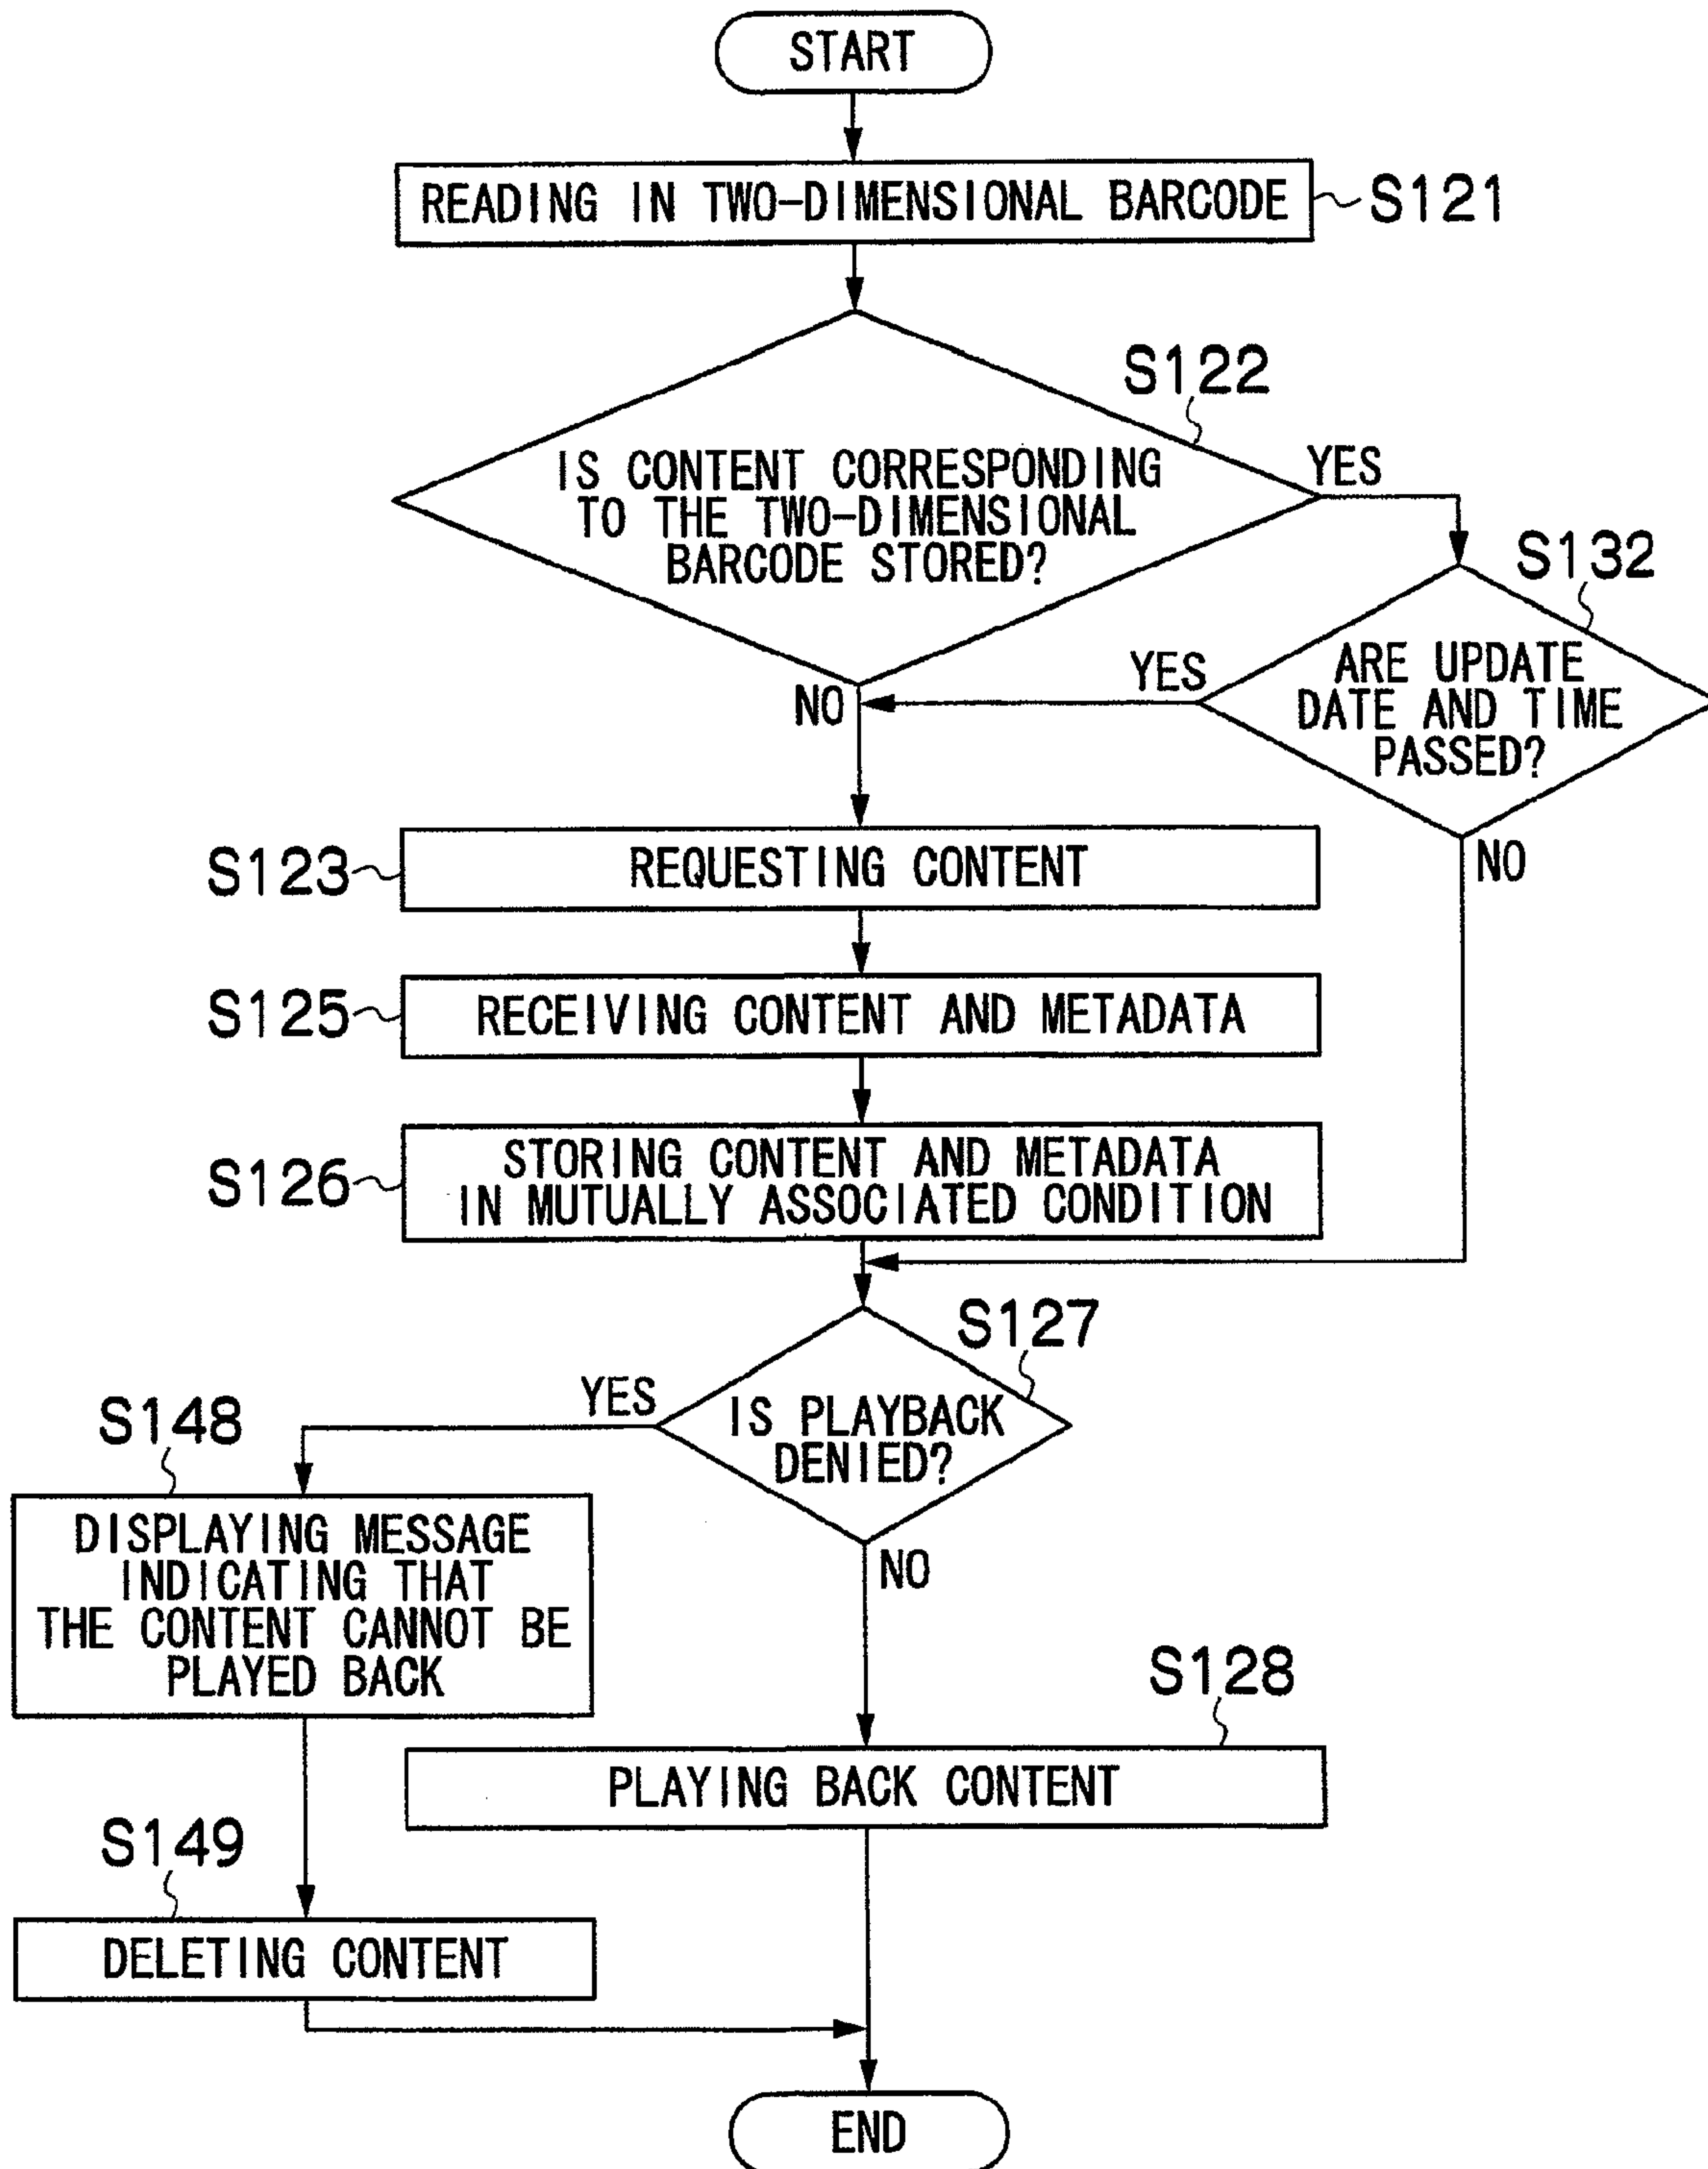 START
READING IN TWO-DIMENSIONAL BARCODE
S121
S122
IS CONTENT CORRESPONDING
TO THE TWO-DIMENSIONAL
BARCODE STORED?
YES
NO
S132
ARE UPDATE
DATE AND TIME
PASSED?
YES
NO
S123
REQUESTING CONTENT
S125
RECEIVING CONTENT AND METADATA
S126
STORING CONTENT AND METADATA
IN MUTUALLY ASSOCIATED CONDITION
S127
IS PLAYBACK
DENIED?
YES
NO
S148
DISPLAYING MESSAGE
INDICATING THAT
THE CONTENT CANNOT BE
PLAYED BACK
S128
PLAYING BACK CONTENT
S149
DELETING CONTENT
END